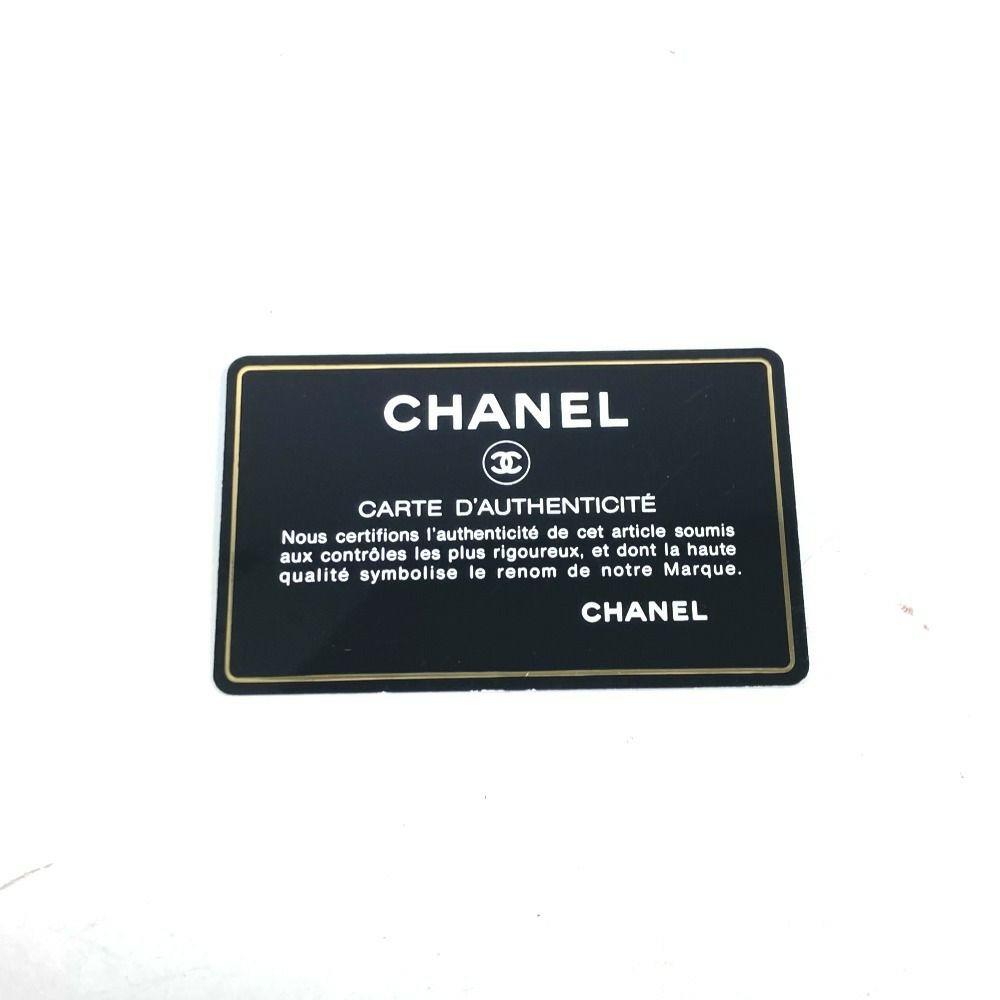 CHANEL
CARTE D'AUTHENTICITÉ
Nous certifions l'authenticité de cet article soumis
aux contrôles les plus rigoureux, et dont la haute
qualité symbolise le renom de notre Marque.
CHANEL